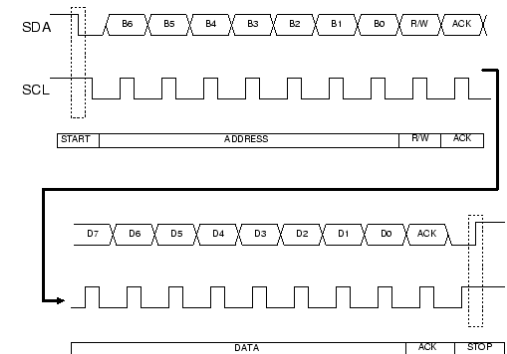 SDA B6 B5 B4 B3 B2 B1 B0 R/W ACK
SCL
START ADDRESS R/W ACK
D7 D6 D5 D4 D3 D2 D1 D0 ACK
DATA ACK STOP